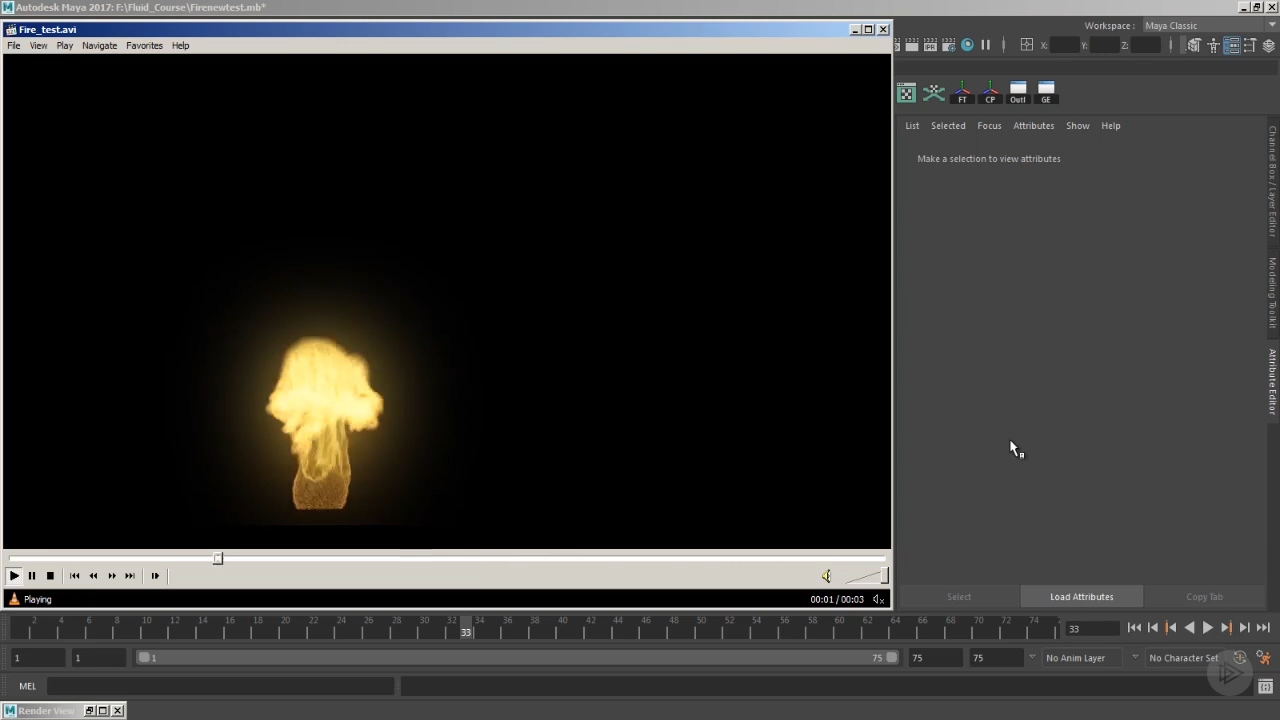 Autodesk Maya 2017: F:\Fluid_Course\Firenewtest.mb*
Fire_test.avi
File View Play Navigate Favorites Help
Workspace : Maya Classic
IPR X: Y: Z:
FT CP Outl GE
List Selected Focus Attributes Show Help
Make a selection to view attributes
Channel Box / Layer Editor
Modeling Toolkit
Attribute Editor
Select Load Attributes Copy Tab
Playing 00:01 / 00:03
2 4 6 8 10 12 14 16 18 20 22 24 26 28 30 32 34 36 38 40 42 44 46 48 50 52 54 56 58 60 62 64 66 68 70 72 74
33 33
1 1 1 75 75 75 No Anim Layer No Character Set
MEL
Render View